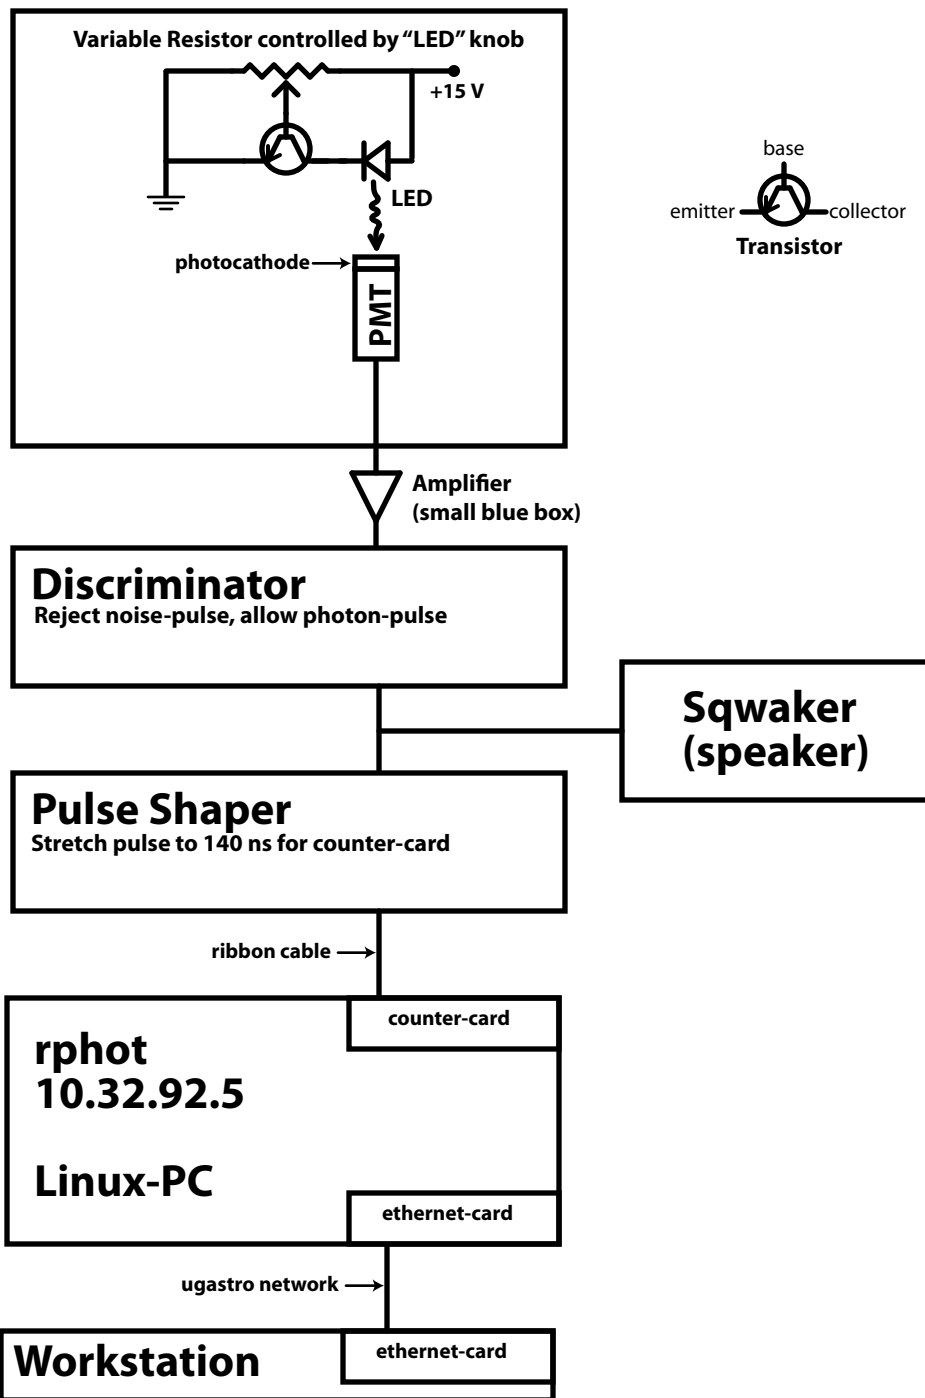 Variable Resistor controlled by “LED” knob
+15 V
LED
photocathode
PMT
base
emitter
collector
Transistor
Amplifier
(small blue box)
Discriminator
Reject noise-pulse, allow photon-pulse
Sqwaker
(speaker)
Pulse Shaper
Stretch pulse to 140 ns for counter-card
ribbon cable
counter-card
rphot
10.32.92.5
Linux-PC
ethernet-card
ugastro network
Workstation
ethernet-card